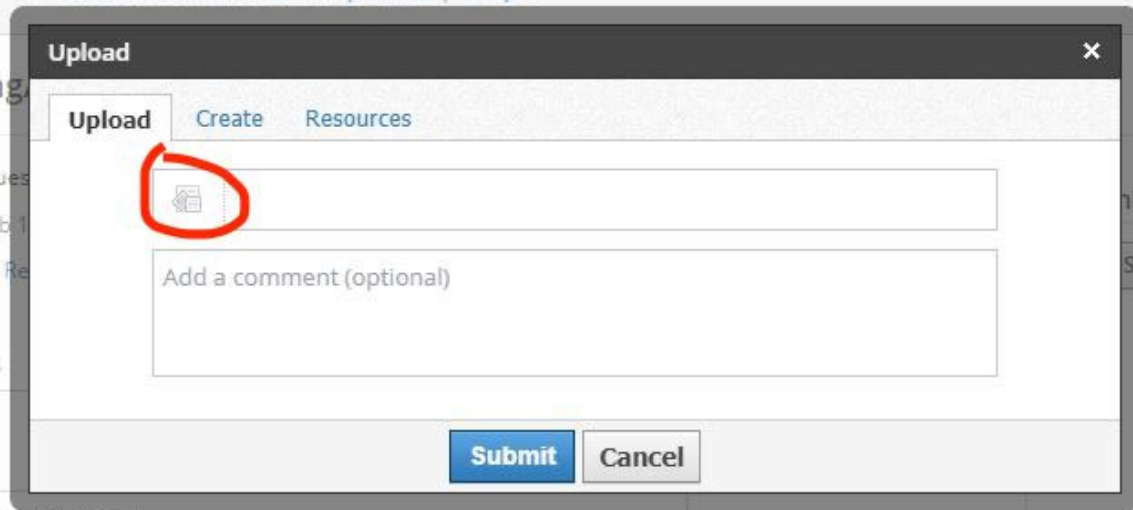 Upload ×
Upload Create Resources
Add a comment (optional)
Submit Cancel